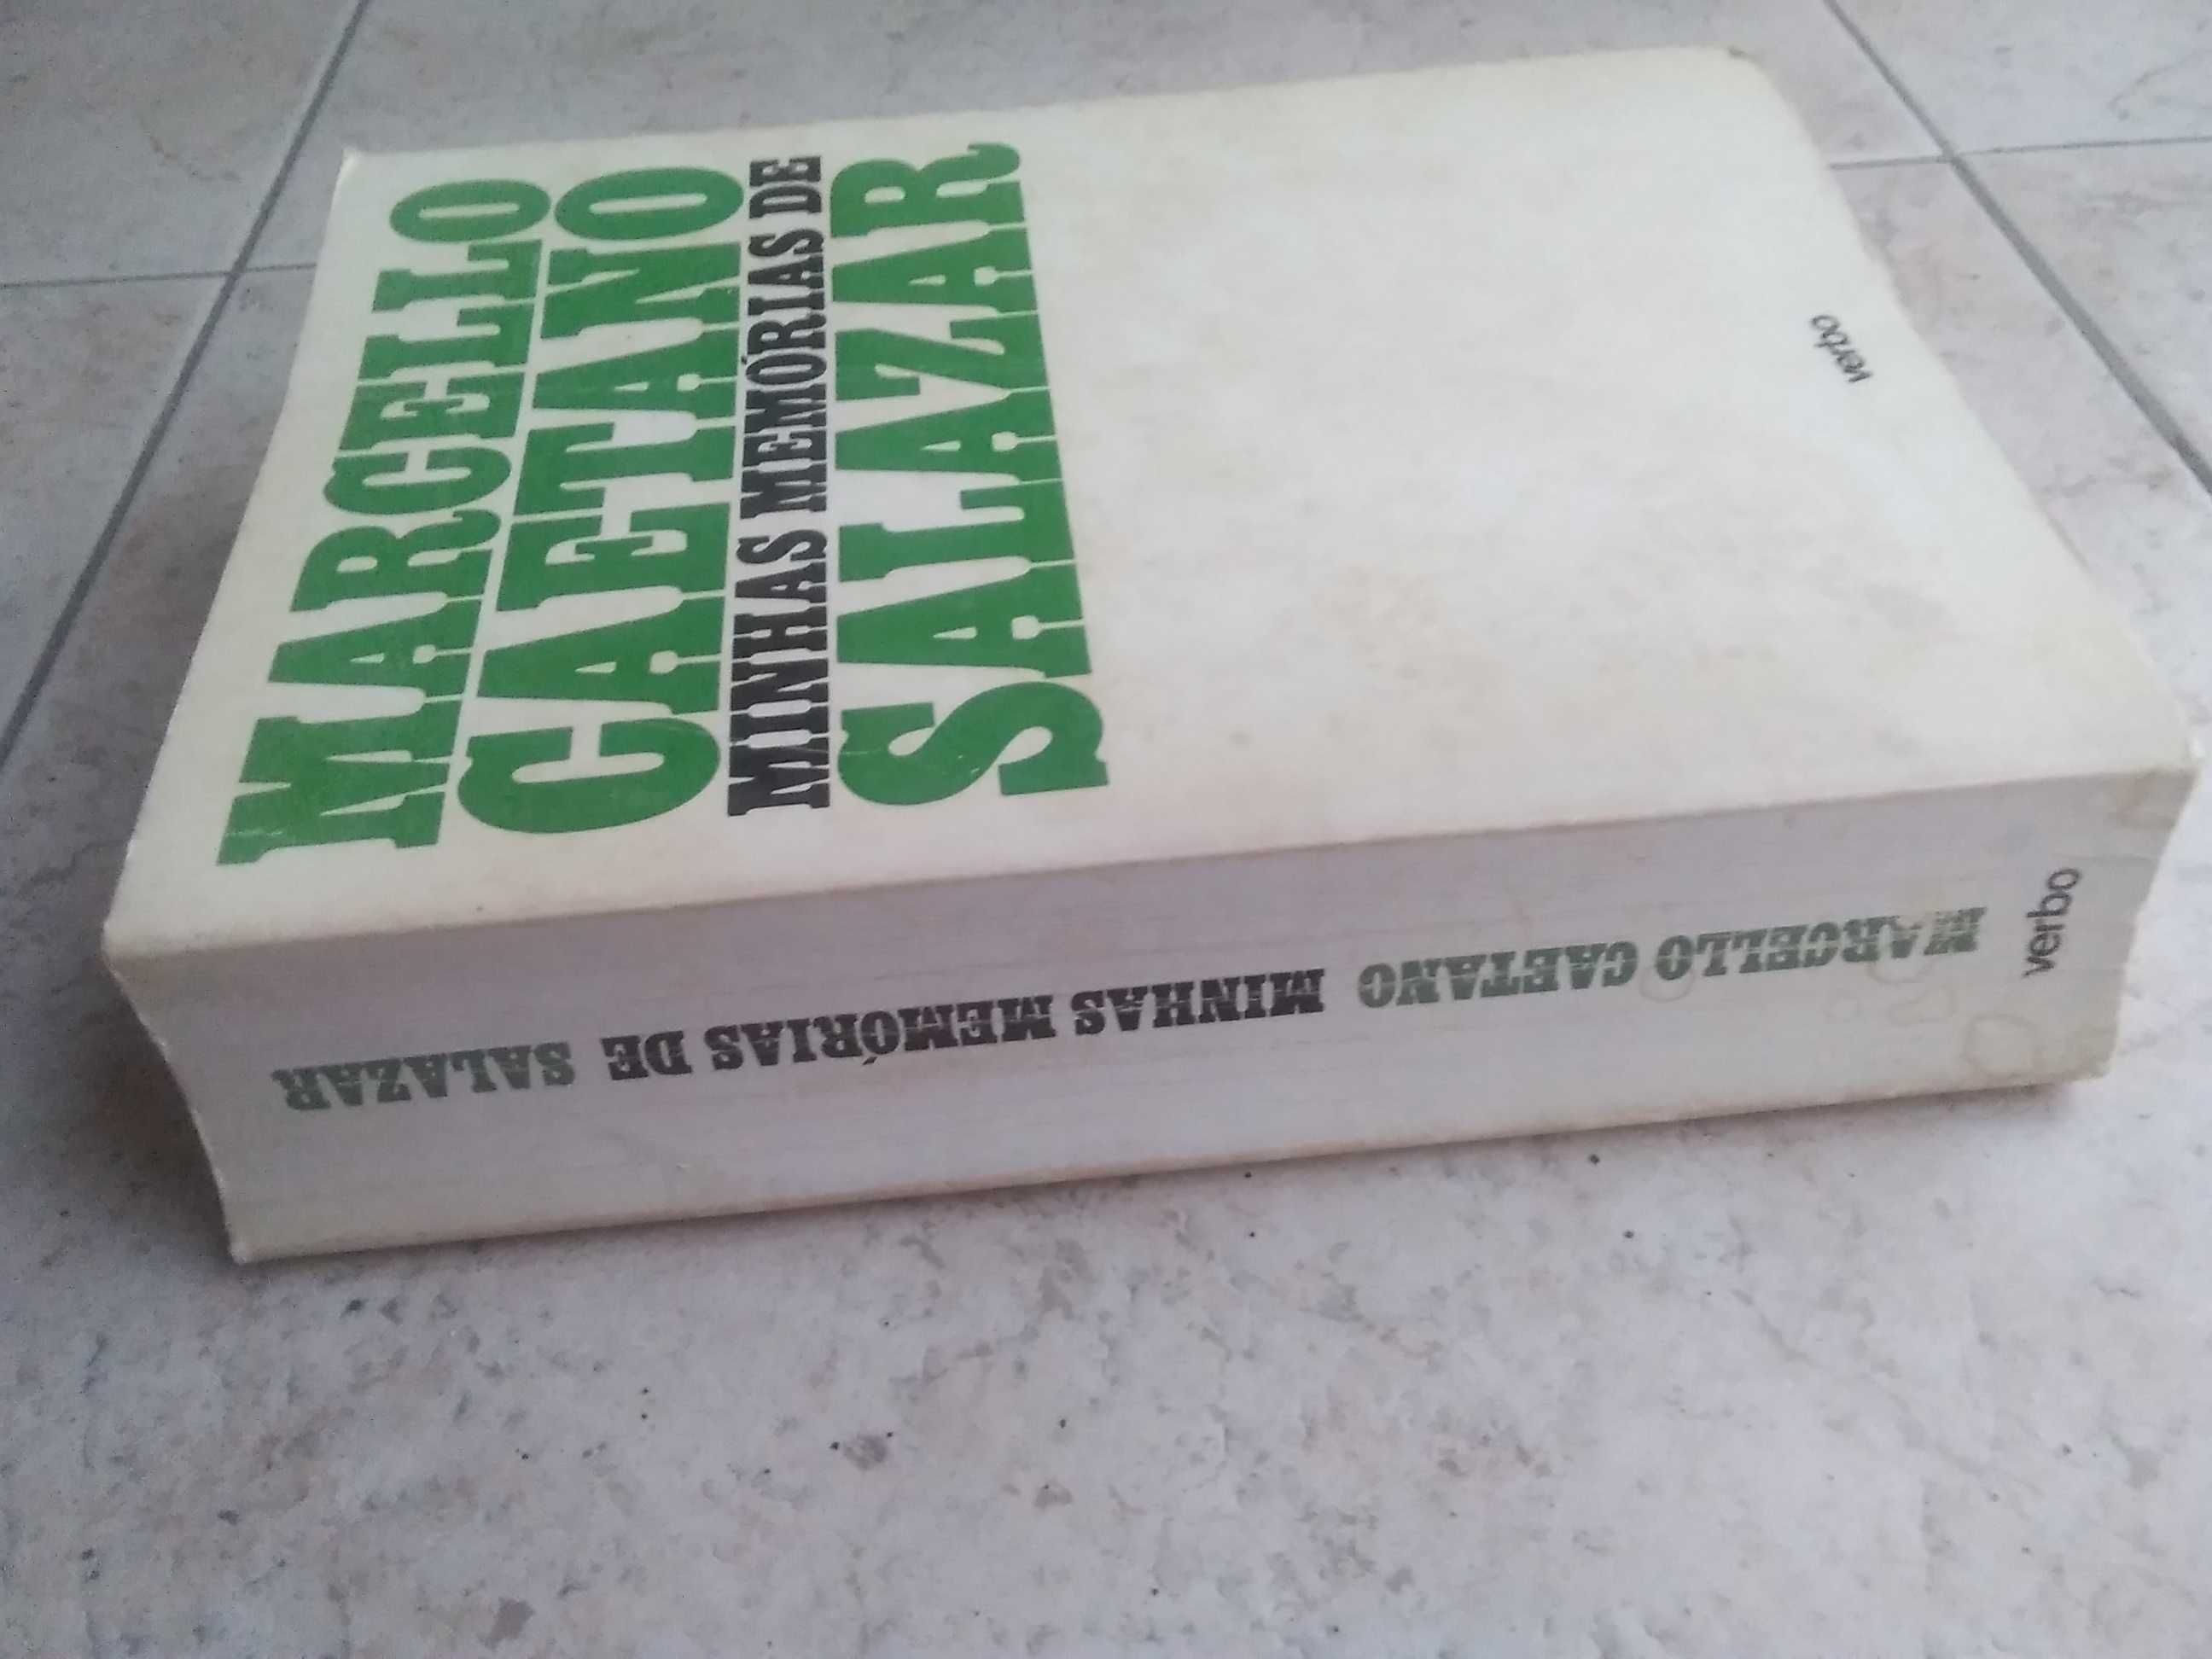 MARCELLO
CAETANO
MINHAS MEMÓRIAS DE
SALAZAR
verbo
MARCELLO CAETANO MINHAS MEMÓRIAS DE SALAZAR
verbo